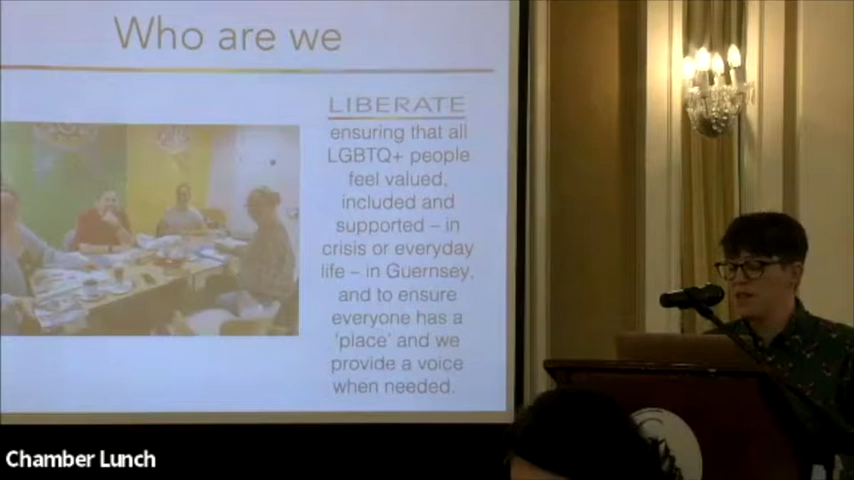 Who are we
LIBERATE
ensuring that all
LGBTQ+ people
feel valued,
included and
supported – in
crisis or everyday
life – in Guernsey,
and to ensure
everyone has a
'place' and we
provide a voice
when needed.
Chamber Lunch